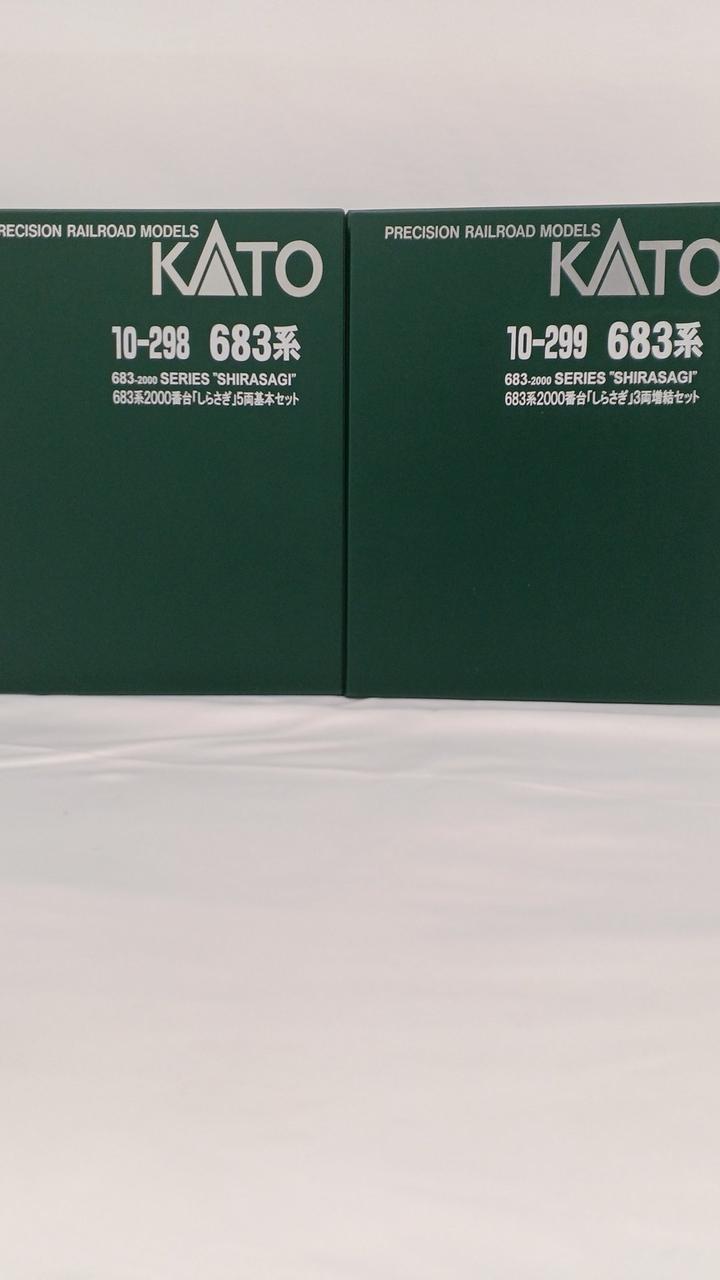 RECISION RAILROAD MODELS
KATO
10-298 683系
683-2000 SERIES "SHIRASAGI"
683系2000番台「しらさぎ」5両基本セット
PRECISION RAILROAD MODELS
KATO
10-299 683系
683-2000 SERIES "SHIRASAGI"
683系2000番台「しらさぎ」3両増結セット